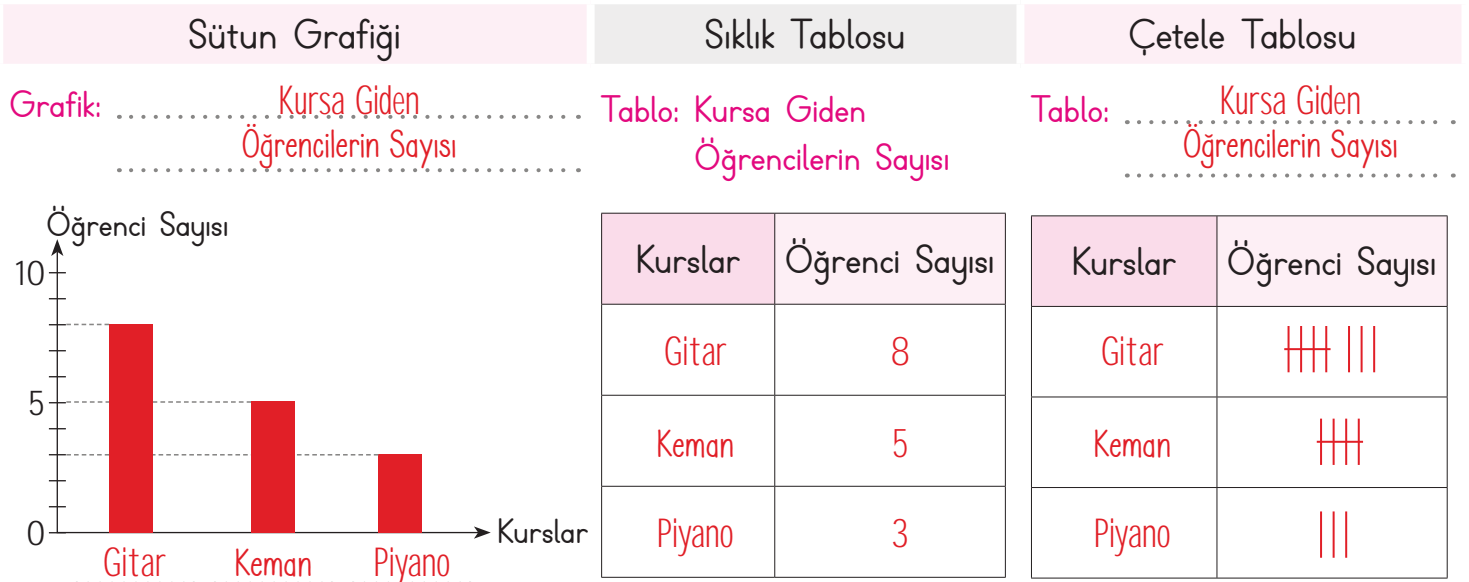 Sütun Grafiği
Grafik: Kursa Giden
Öğrencilerin Sayısı
Öğrenci Sayısı
10
5
0
Kurslar
Gitar Keman Piyano
Sıklık Tablosu
Tablo: Kursa Giden
Öğrencilerin Sayısı
Kurslar Öğrenci Sayısı
Gitar 8
Keman 5
Piyano 3
Çetele Tablosu
Tablo: Kursa Giden
Öğrencilerin Sayısı
Kurslar Öğrenci Sayısı
Gitar
Keman
Piyano